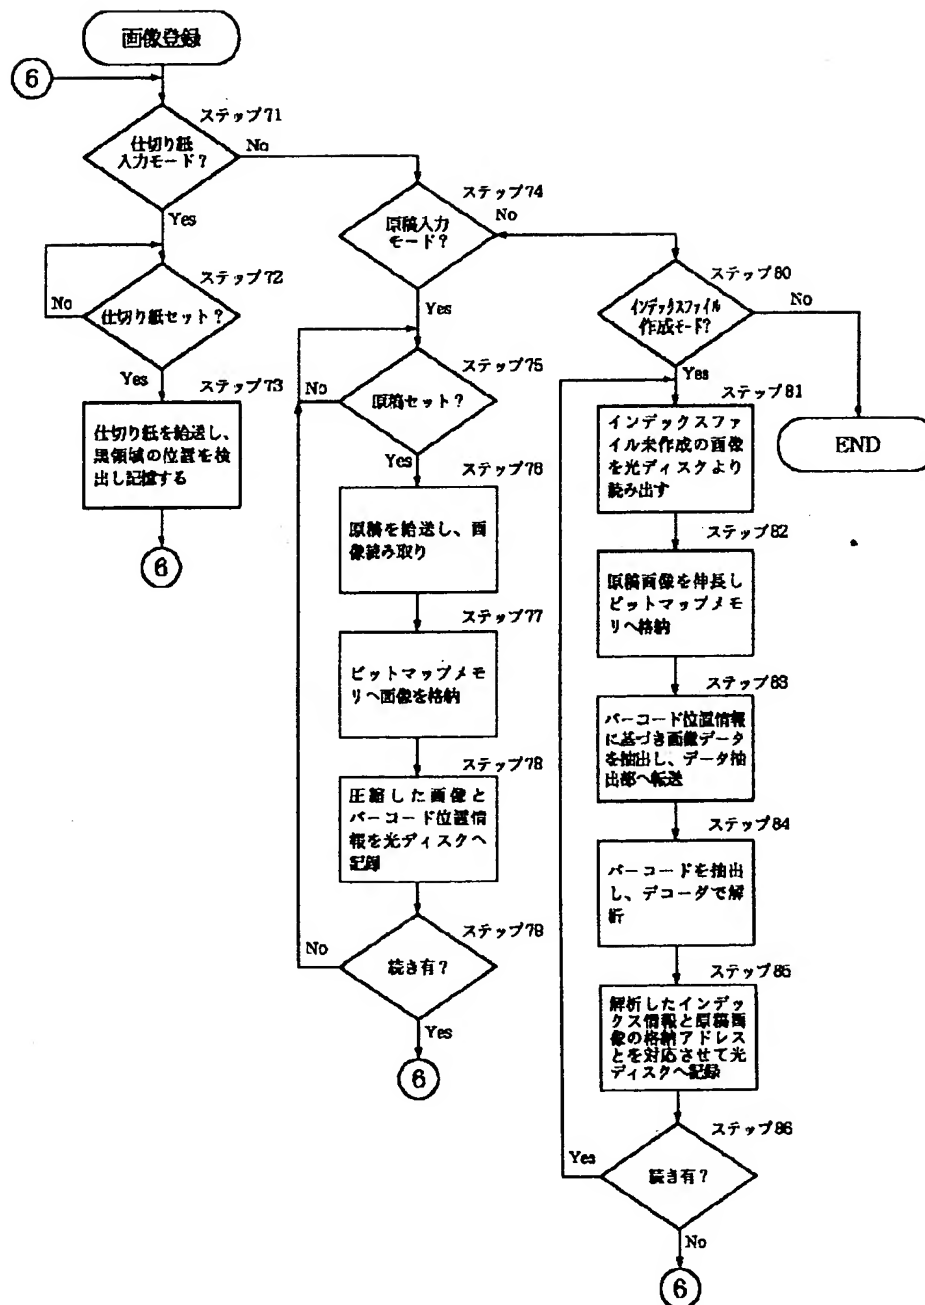 画像登録
6
ステップ71
仕切り紙
入力モード？
No
Yes
ステップ72
仕切り紙セット？
No
Yes
ステップ73
仕切り紙を給送し、
黒領域の位置を検
出し記憶する
6
ステップ74
原稿入力
モード？
No
Yes
ステップ75
原稿セット？
No
Yes
ステップ76
原稿を給送し、画
像読み取り
ステップ77
ビットマップメモ
リへ画像を格納
ステップ78
圧縮した画像と
バーコード位置情
報を光ディスクへ
記録
ステップ79
続き有？
No
Yes
6
ステップ80
インデックスファイル
作成モード？
No
Yes
END
ステップ81
インデックスファ
イル未作成の画像
を光ディスクより
読み出す
ステップ82
原稿画像を伸長し
ビットマップメモ
リへ格納
ステップ83
バーコード位置情報
に基づき画像データ
を抽出し、データ抽
出部へ転送
ステップ84
バーコードを抽出
し、デコーダで解
析
ステップ85
解析したインデッ
クス情報と原稿画
像の格納アドレス
とを対応させて光
ディスクへ記録
ステップ86
続き有？
Yes
No
6